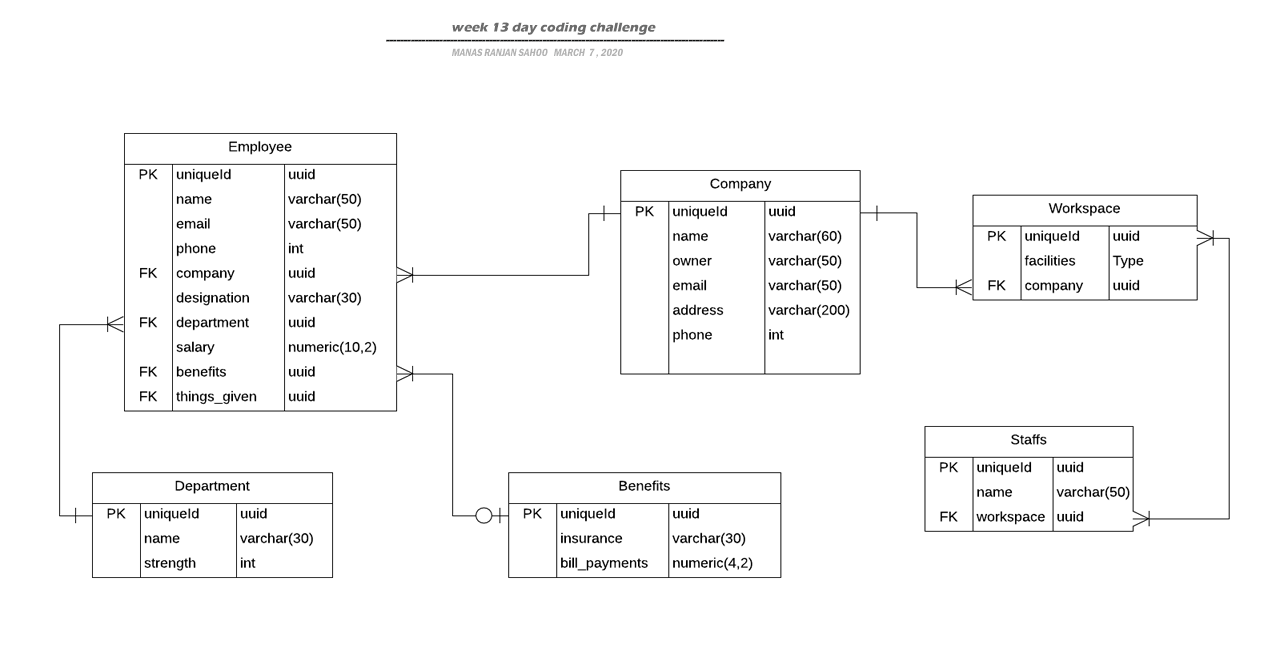 week 13 day coding challenge
MANAS RANJAN SAHOO MARCH 7, 2020
Employee
PK uniqueId uuid
name varchar(50)
email varchar(50)
phone int
FK company uuid
designation varchar(30)
FK department uuid
salary numeric(10,2)
FK benefits uuid
FK things_given uuid
Company
PK uniqueId uuid
name varchar(60)
owner varchar(50)
email varchar(50)
address varchar(200)
phone int
Workspace
PK uniqueId uuid
facilities Type
FK company uuid
Department
PK uniqueId uuid
name varchar(30)
strength int
Benefits
PK uniqueId uuid
insurance varchar(30)
bill_payments numeric(4,2)
Staffs
PK uniqueId uuid
name varchar(50)
FK workspace uuid